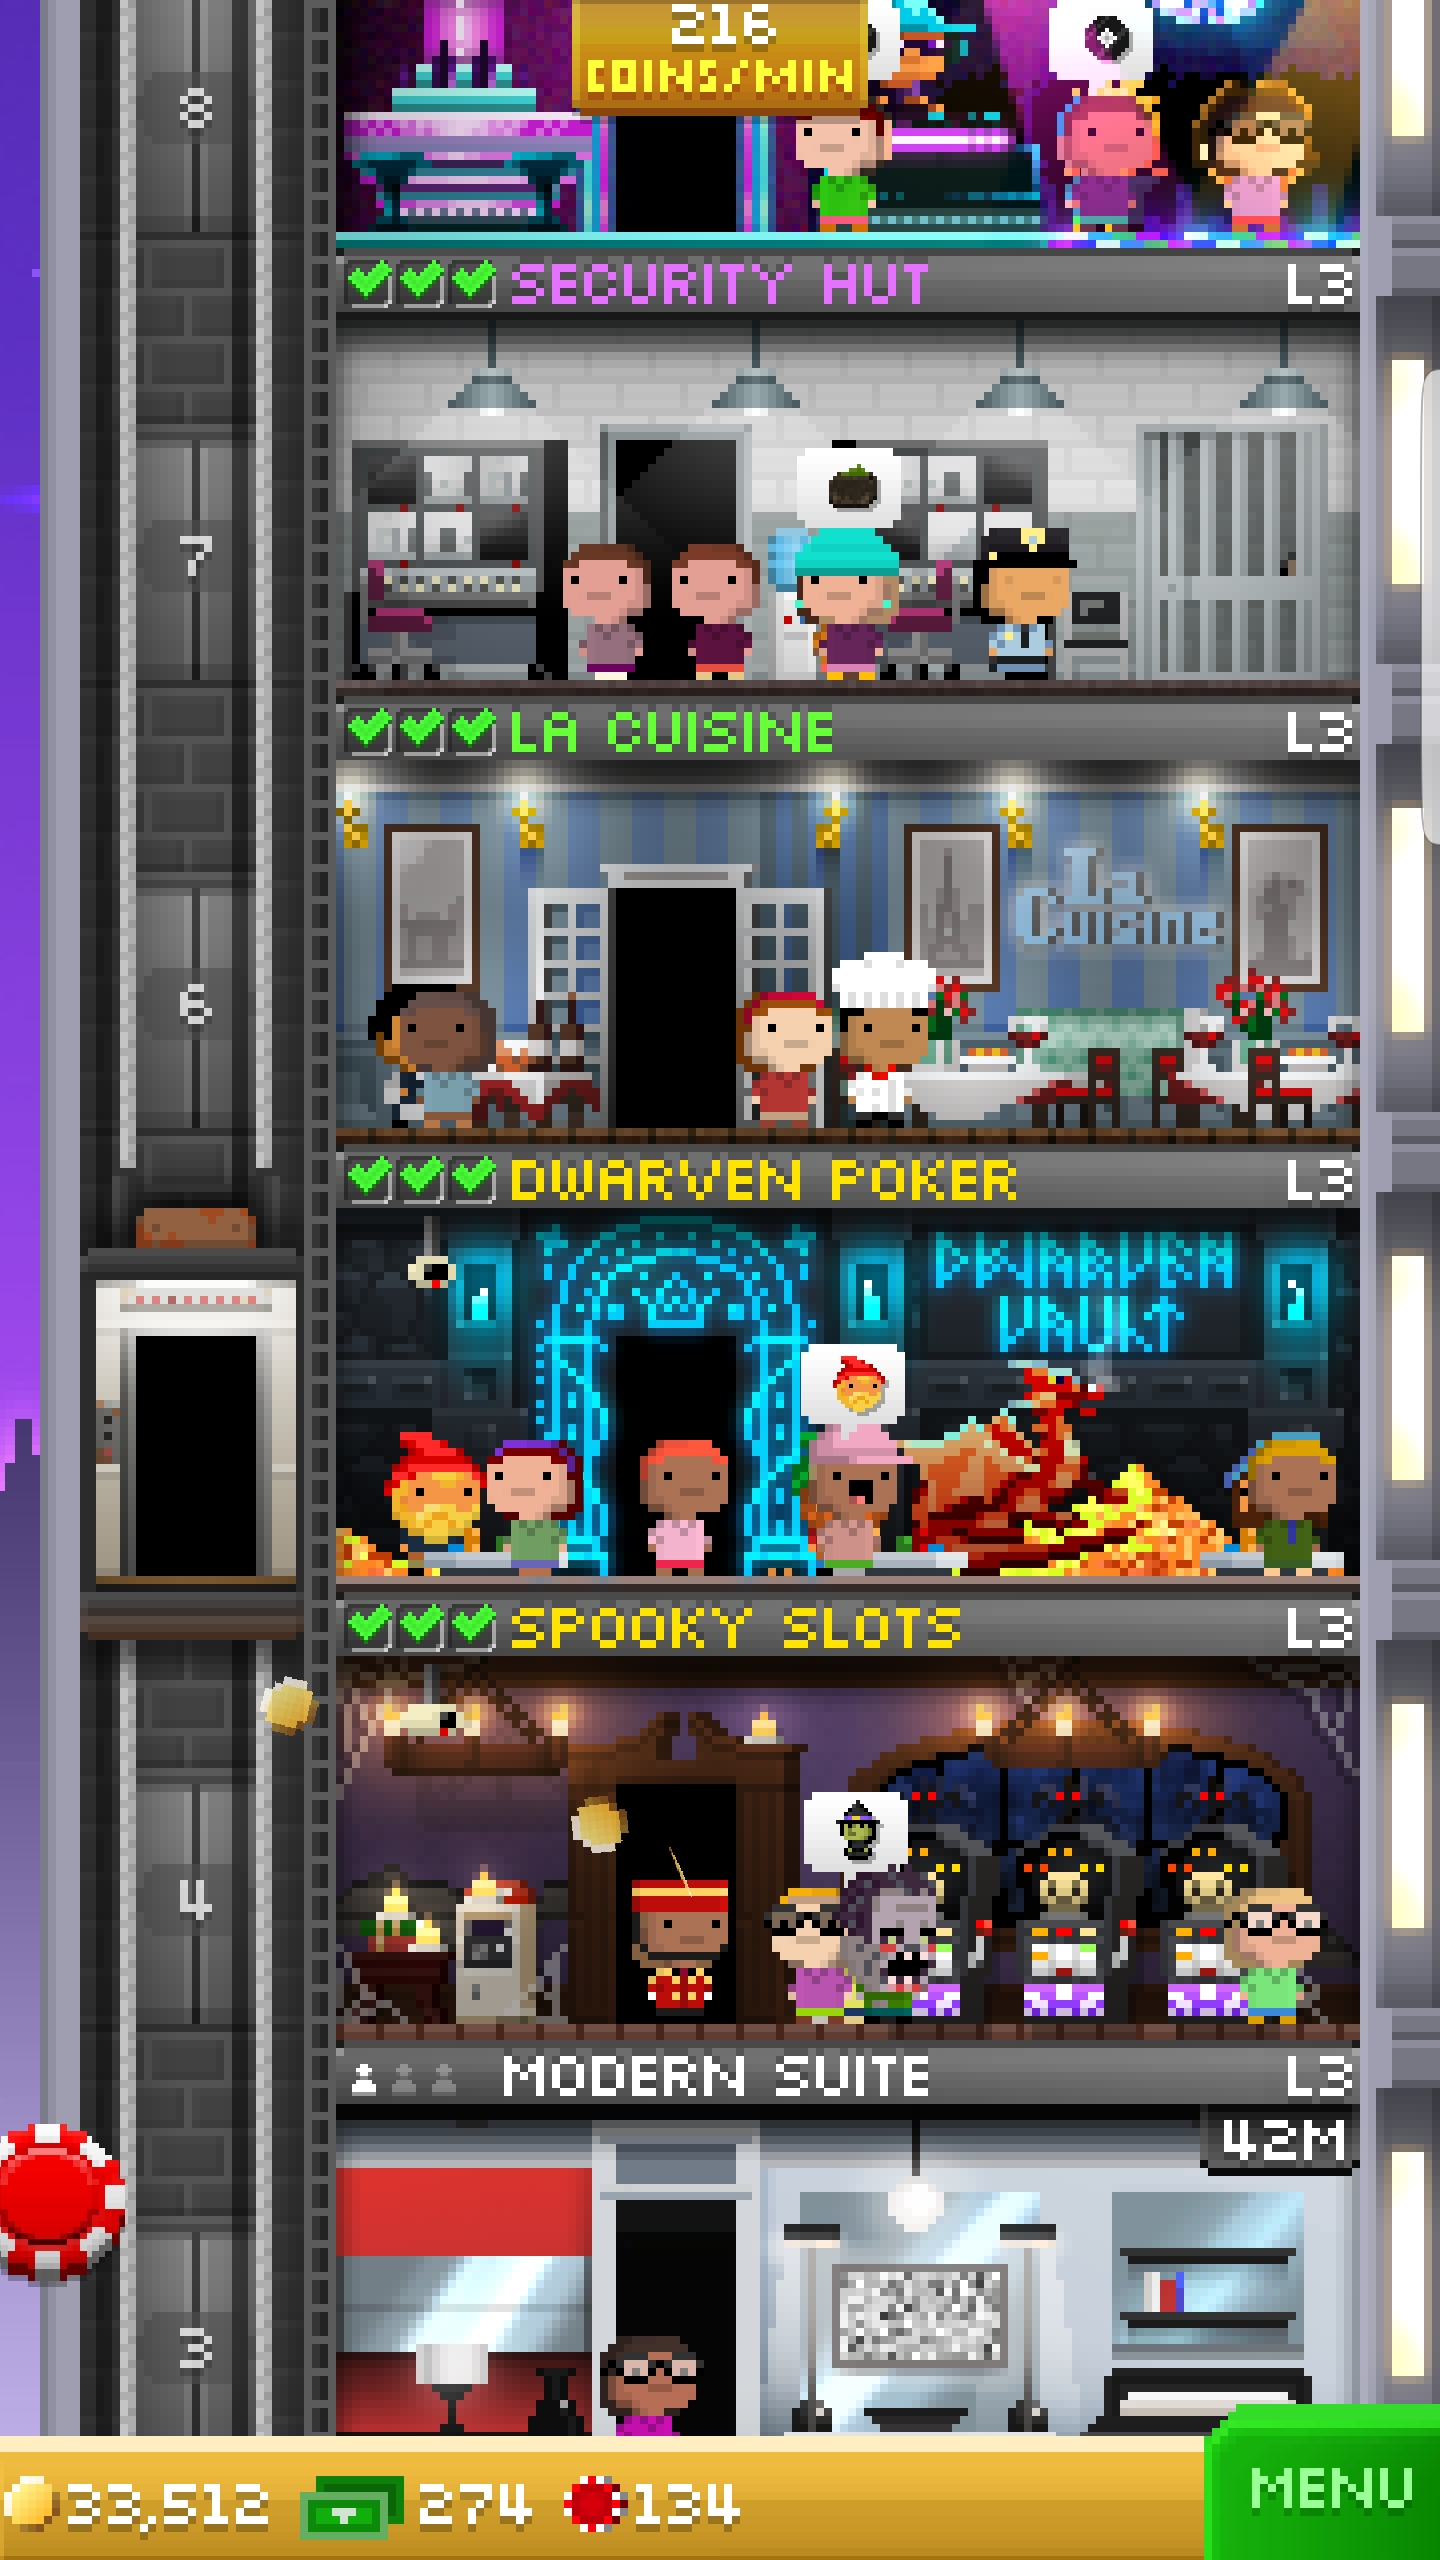 216
COINS/MIN
8
SECURITY HUT L3
7
LA CUISINE L3
La
Cuisine
6
DWARVEN POKER L3
DWARVEN
VAULT
SPOOKY SLOTS L3
4
MODERN SUITE L3
42M
3
33,512 274 134
MENU